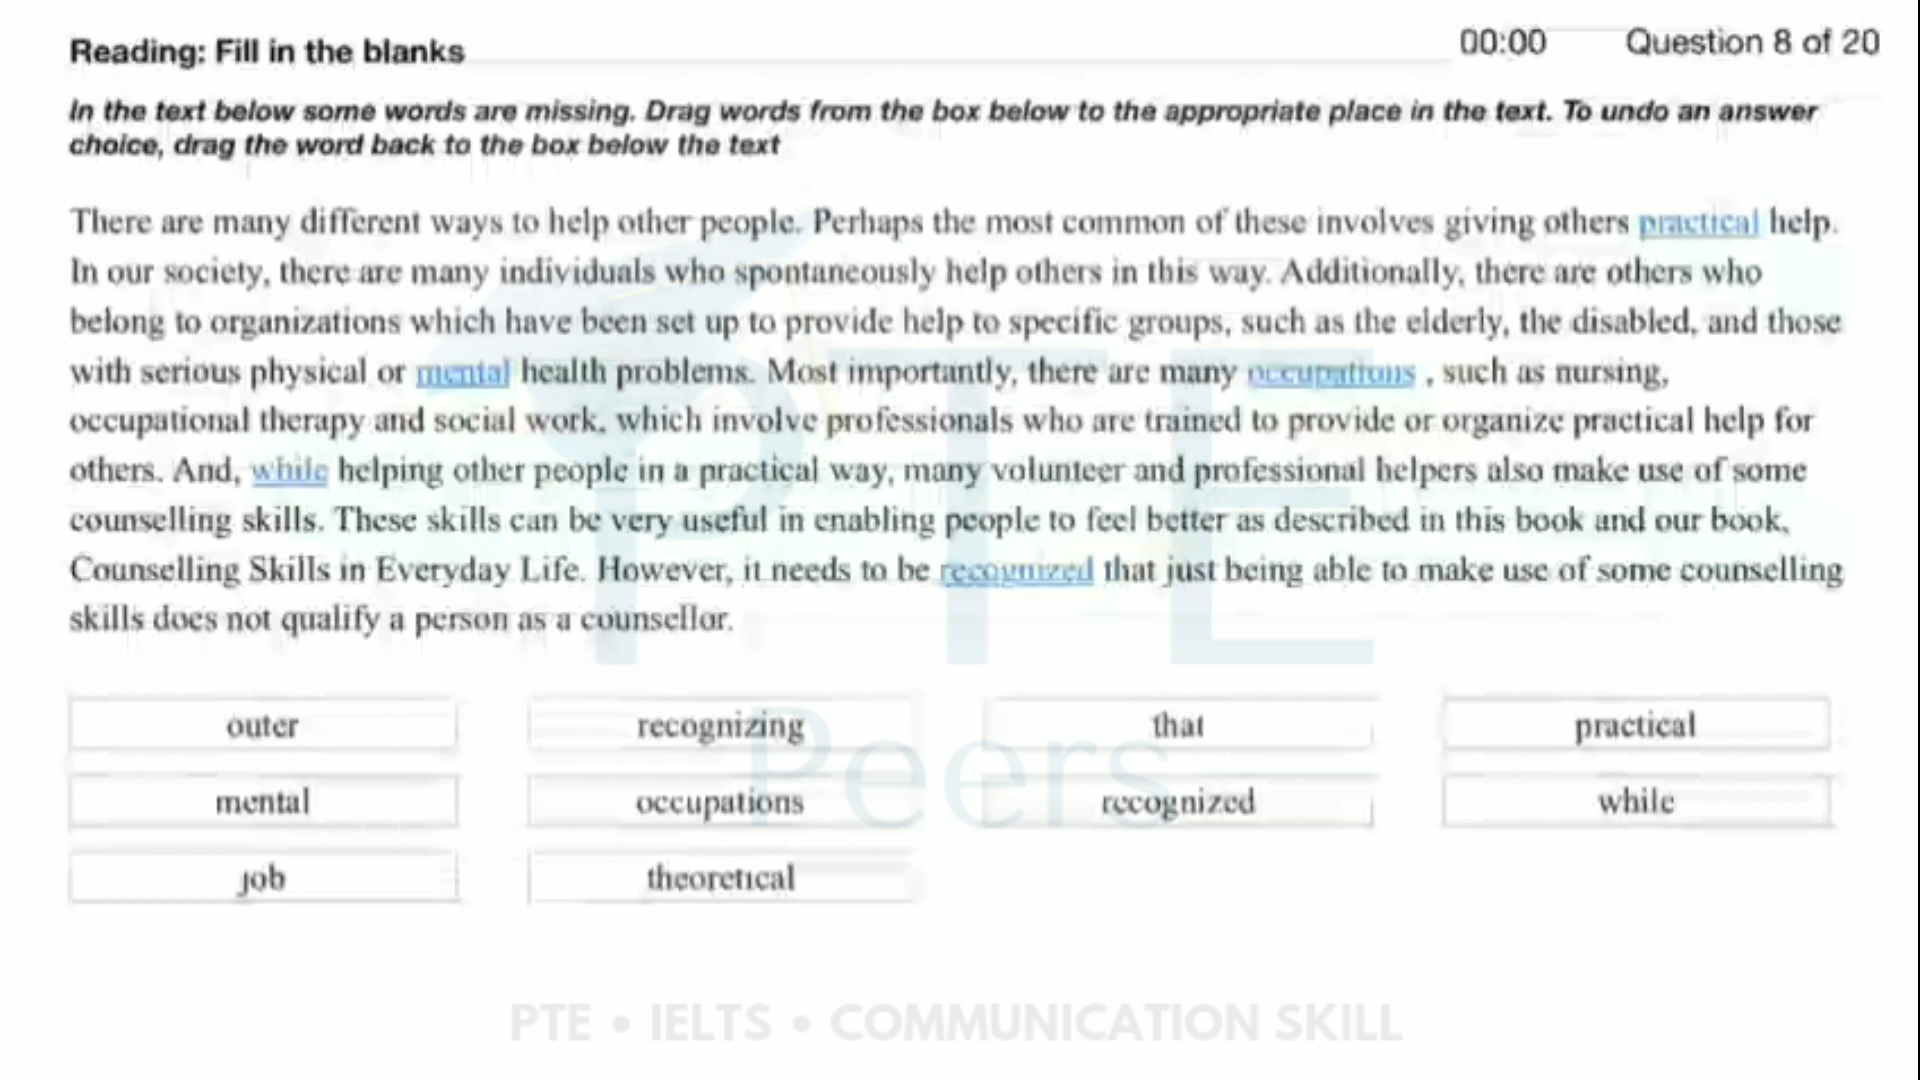 Reading: Fill in the blanks
00:00
Question 8 of 20
In the text below some words are missing. Drag words from the box below to the appropriate place in the text. To undo an answer
choice, drag the word back to the box below the text
There are many different ways to help other people. Perhaps the most common of these involves giving others practical help.
In our society, there are many individuals who spontaneously help others in this way. Additionally, there are others who
belong to organizations which have been set up to provide help to specific groups, such as the elderly, the disabled, and those
with serious physical or mental health problems. Most importantly, there are many occupations , such as nursing,
occupational therapy and social work, which involve professionals who are trained to provide or organize practical help for
others. And, while helping other people in a practical way, many volunteer and professional helpers also make use of some
counselling skills. These skills can be very useful in enabling people to feel better as described in this book and our book,
Counselling Skills in Everyday Life. However, it needs to be recognized that just being able to make use of some counselling
skills does not qualify a person as a counsellor.
outer
recognizing
that
practical
mental
occupations
recognized
while
job
theoretical
PTE
Peers
PTE • IELTS • COMMUNICATION SKILL